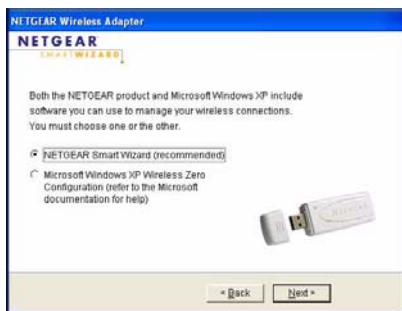 NETGEAR Wireless Adapter
NETGEAR
SMARTWIZARD
Both the NETGEAR product and Microsoft Windows XP include
software you can use to manage your wireless connections.
You must choose one or the other.
NETGEAR Smart Wizard (recommended)
Microsoft Windows XP Wireless Zero
Configuration (refer to the Microsoft
documentation for help)
NETGEAR
< Back
Next >